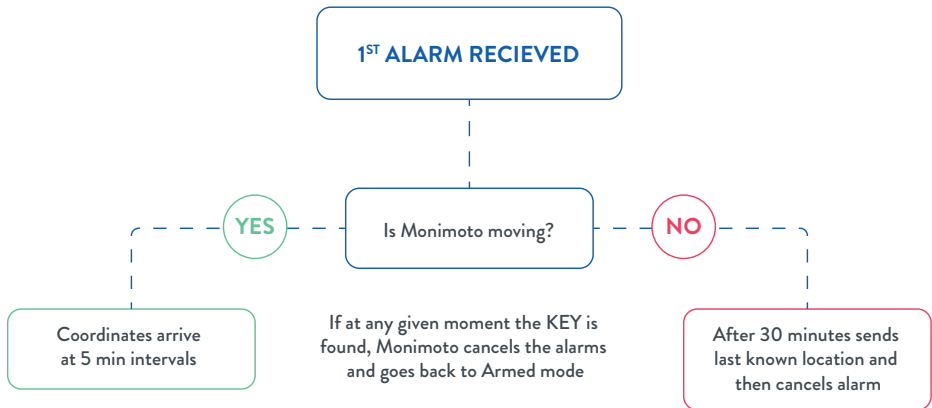 1ST ALARM RECIEVED
Is Monimoto moving?
YES
NO
Coordinates arrive
at 5 min intervals
If at any given moment the KEY is
found, Monimoto cancels the alarms
and goes back to Armed mode
After 30 minutes sends
last known location and
then cancels alarm